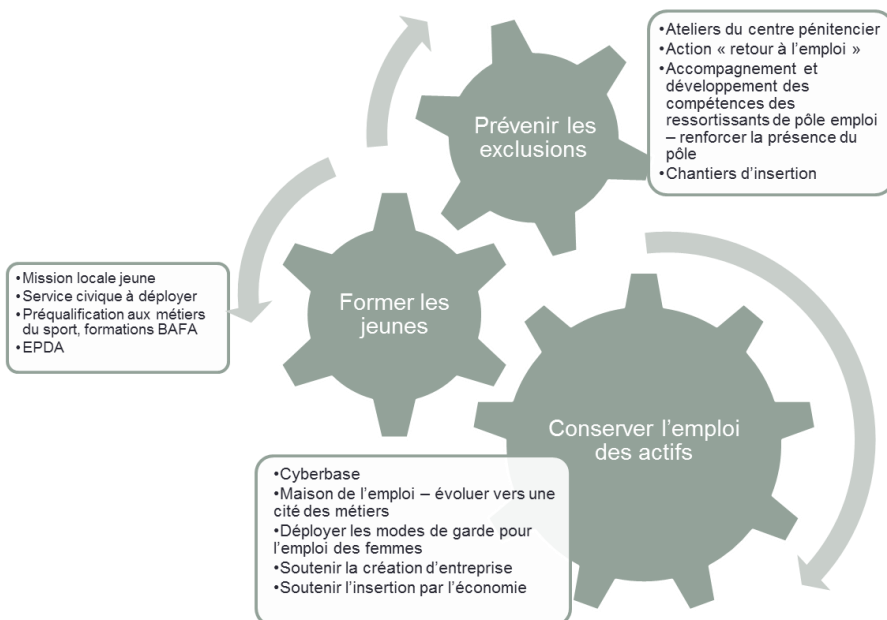 •Ateliers du centre pénitencier
•Action « retour à l’emploi »
•Accompagnement et
développement des
compétences des
ressortissants de pôle emploi
– renforcer la présence du
pôle
•Chantiers d’insertion
Prévenir les
exclusions
•Mission locale jeune
•Service civique à déployer
•Préqualification aux métiers
du sport, formations BAFA
•EPDA
Former les
jeunes
Conserver l’emploi
des actifs
•Cyberbase
•Maison de l’emploi – évoluer vers une
cité des métiers
•Déployer les modes de garde pour
l’emploi des femmes
•Soutenir la création d’entreprise
•Soutenir l’insertion par l’économie